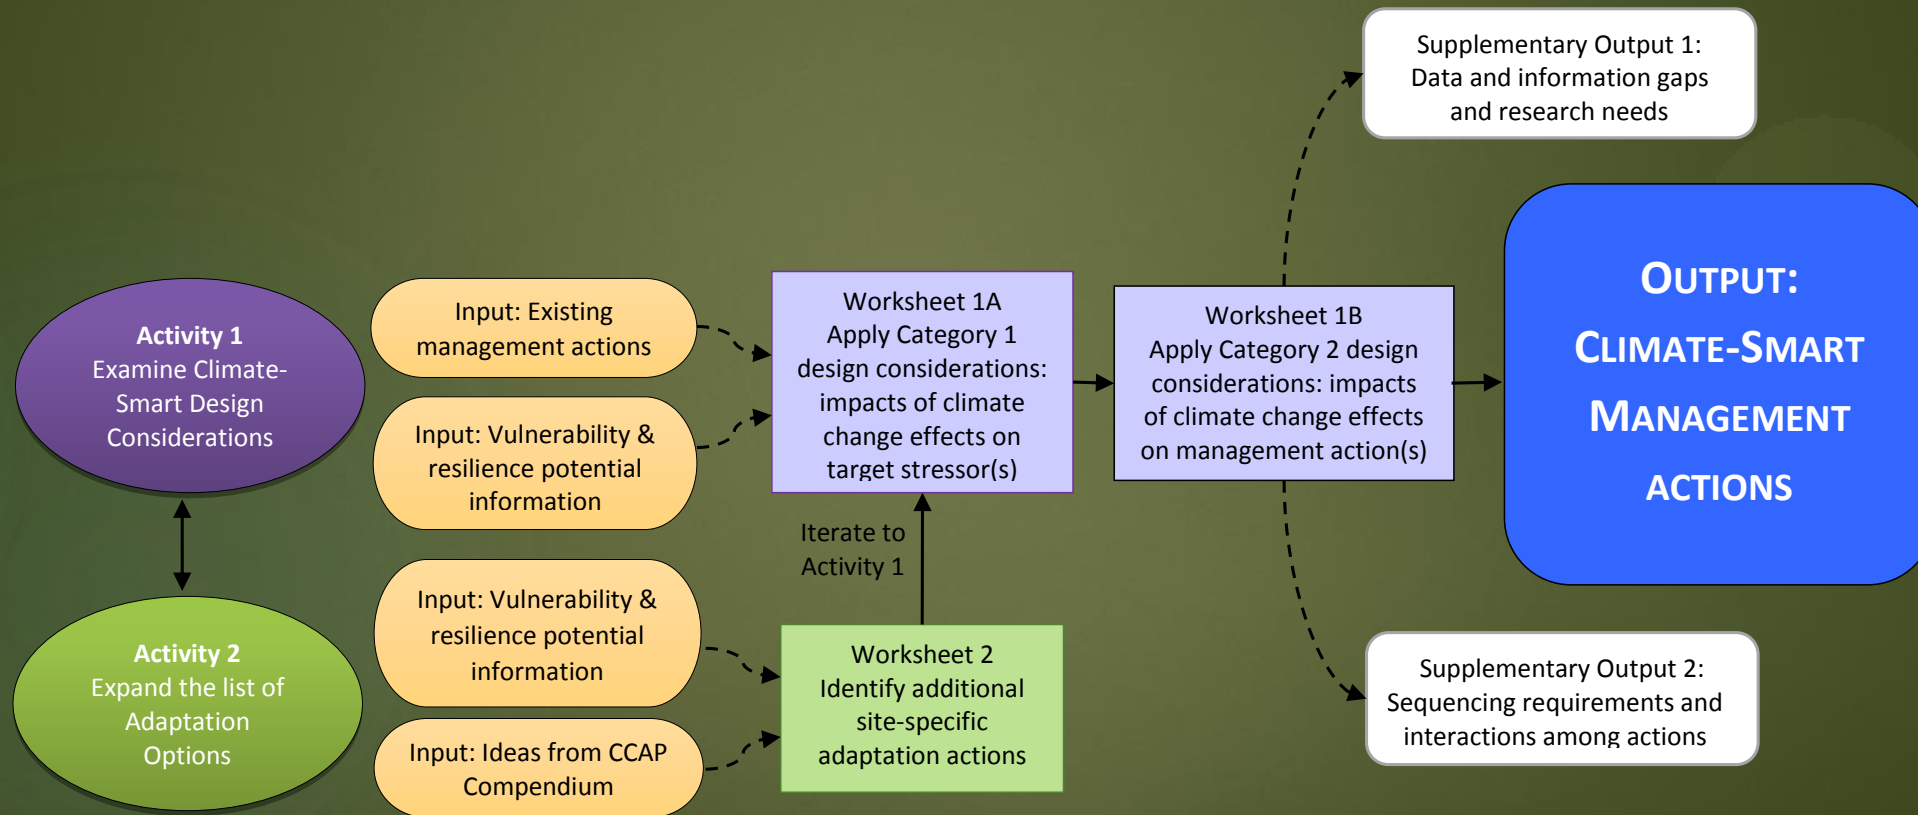 Activity 1
Examine Climate-
Smart Design
Considerations
Activity 2
Expand the list of
Adaptation
Options
Input: Existing
management actions
Input: Vulnerability &
resilience potential
information
Input: Vulnerability &
resilience potential
information
Input: Ideas from CCAP
Compendium
Worksheet 1A
Apply Category 1
design considerations:
impacts of climate
change effects on
target stressor(s)
Iterate to
Activity 1
Worksheet 2
Identify additional
site-specific
adaptation actions
Worksheet 1B
Apply Category 2 design
considerations: impacts
of climate change effects
on management action(s)
Supplementary Output 1:
Data and information gaps
and research needs
OUTPUT:
CLIMATE-SMART
MANAGEMENT
ACTIONS
Supplementary Output 2:
Sequencing requirements and
interactions among actions